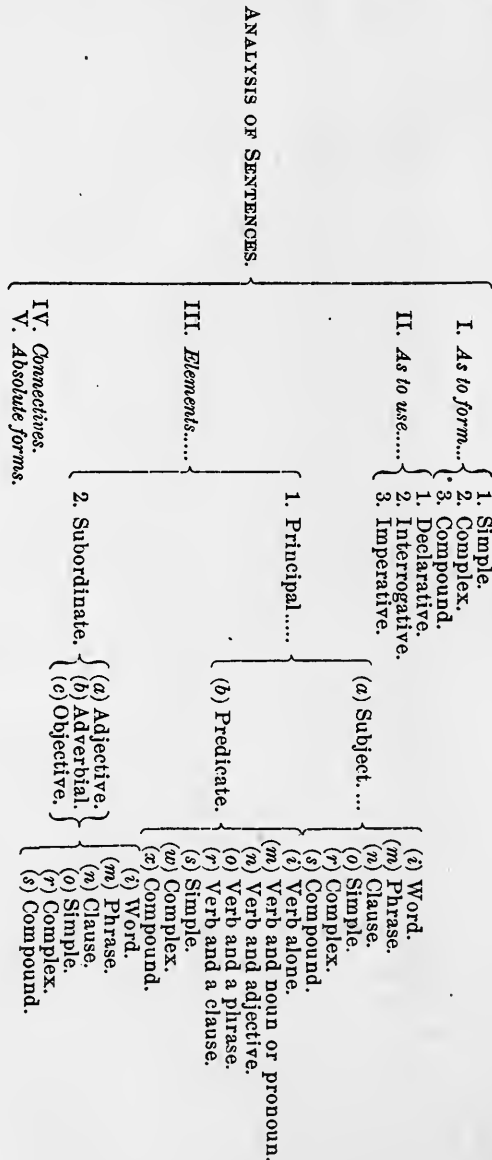 ANALYSIS OF SENTENCES.
I. As to form...
1. Simple.
2. Complex.
3. Compound.
II. As to use.....
1. Declarative.
2. Interrogative.
3. Imperative.
III. Elements.....
1. Principal.....
(a) Subject....
(i) Word.
(m) Phrase.
(n) Clause.
(o) Simple.
(r) Complex.
(s) Compound.
(b) Predicate.
(i) Verb alone.
(m) Verb and noun or pronoun.
(n) Verb and adjective.
(o) Verb and a phrase.
(r) Verb and a clause.
(s) Simple.
(w) Complex.
(x) Compound.
2. Subordinate.
(a) Adjective.
(b) Adverbial.
(c) Objective.
(i) Word.
(m) Phrase.
(n) Clause.
(o) Simple.
(r) Complex.
(s) Compound.
IV. Connectives.
V. Absolute forms.